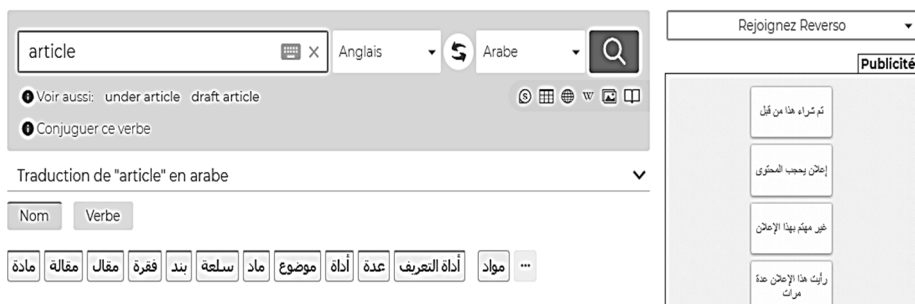 article
Anglais
Arabe
Voir aussi: under article draft article
Conjuguer ce verbe
Traduction de "article" en arabe
Nom
Verbe
مادة مقالة مقال فقرة بند سلعة ماد موضوع أداة عدة أداة التعريف مواد ...
Rejoignez Reverso
Publicité
تم شراء هذا من قبل
إعلان يحجب المحتوى
غير مهتم بهذا الإعلان
رأيت هذا الإعلان عدة
مرات